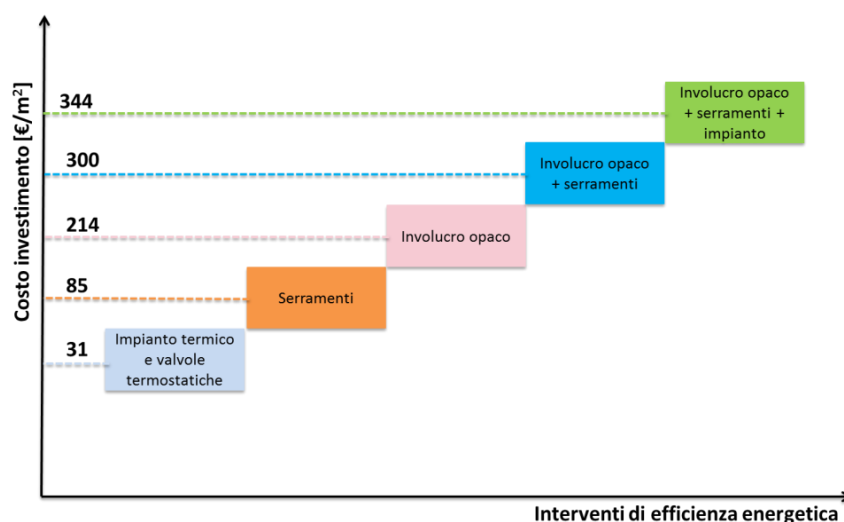 Costo investimento [€/m²]
344
Involucro opaco
+ serramenti +
impianto
300
Involucro opaco
+ serramenti
214
Involucro opaco
85
Serramenti
31
Impianto termico
e valvole
termostatiche
Interventi di efficienza energetica